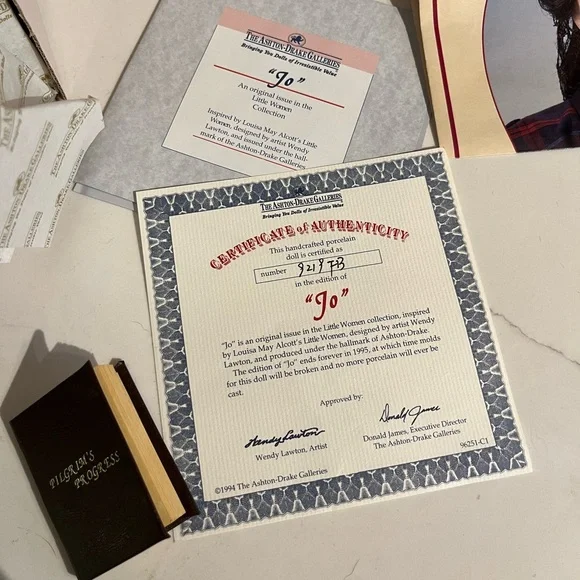 THE ASHTON-DRAKE GALLERIES
Bringing You Dolls of Irresistible Value
"Jo"
An original issue in the
Little Women
Collection
Inspired by Louisa May Alcott's Little
Women, designed by artist Wendy
Lawton, and issued under the hall-
mark of the Ashton-Drake Galleries
THE ASHTON-DRAKE GALLERIES
Bringing You Dolls of Irresistible Value
CERTIFICATE of AUTHENTICITY
This handcrafted porcelain
doll is certified as
number 9219 FB
in the edition of
"Jo"
"Jo" is an original issue in the Little Women collection, inspired
by Louisa May Alcott's Little Women, designed by artist Wendy
Lawton, and produced under the hallmark of Ashton-Drake.
The edition of "Jo" ends forever in 1995, at which time molds
for this doll will be broken and no more porcelain will ever be
cast.
Approved by:
Wendy Lawton
Wendy Lawton, Artist
Donald James
Donald James, Executive Director
The Ashton-Drake Galleries
96251-C1
©1994 The Ashton-Drake Galleries
PILGRIM'S
PROGRESS